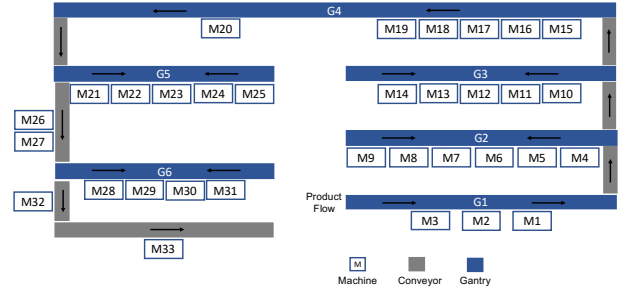 G4
M20
M19 M18 M17 M16 M15
G5
G3
M21 M22 M23 M24 M25
M14 M13 M12 M11 M10
M26
M27
G2
M9 M8 M7 M6 M5 M4
G6
M28 M29 M30 M31
M32
Product
Flow
G1
M3 M2 M1
M33
M
Machine Conveyor Gantry